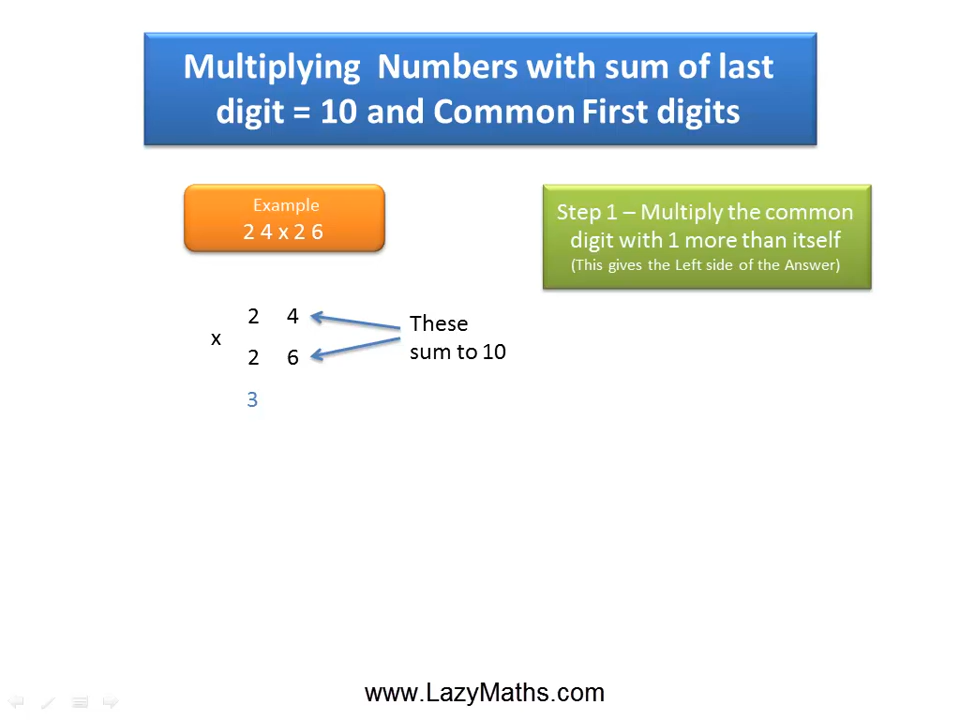 Multiplying Numbers with sum of last
digit = 10 and Common First digits
Example
2 4 x 2 6
Step 1 – Multiply the common
digit with 1 more than itself
(This gives the Left side of the Answer)
2 4
x
2 6
These
sum to 10
3
www.LazyMaths.com